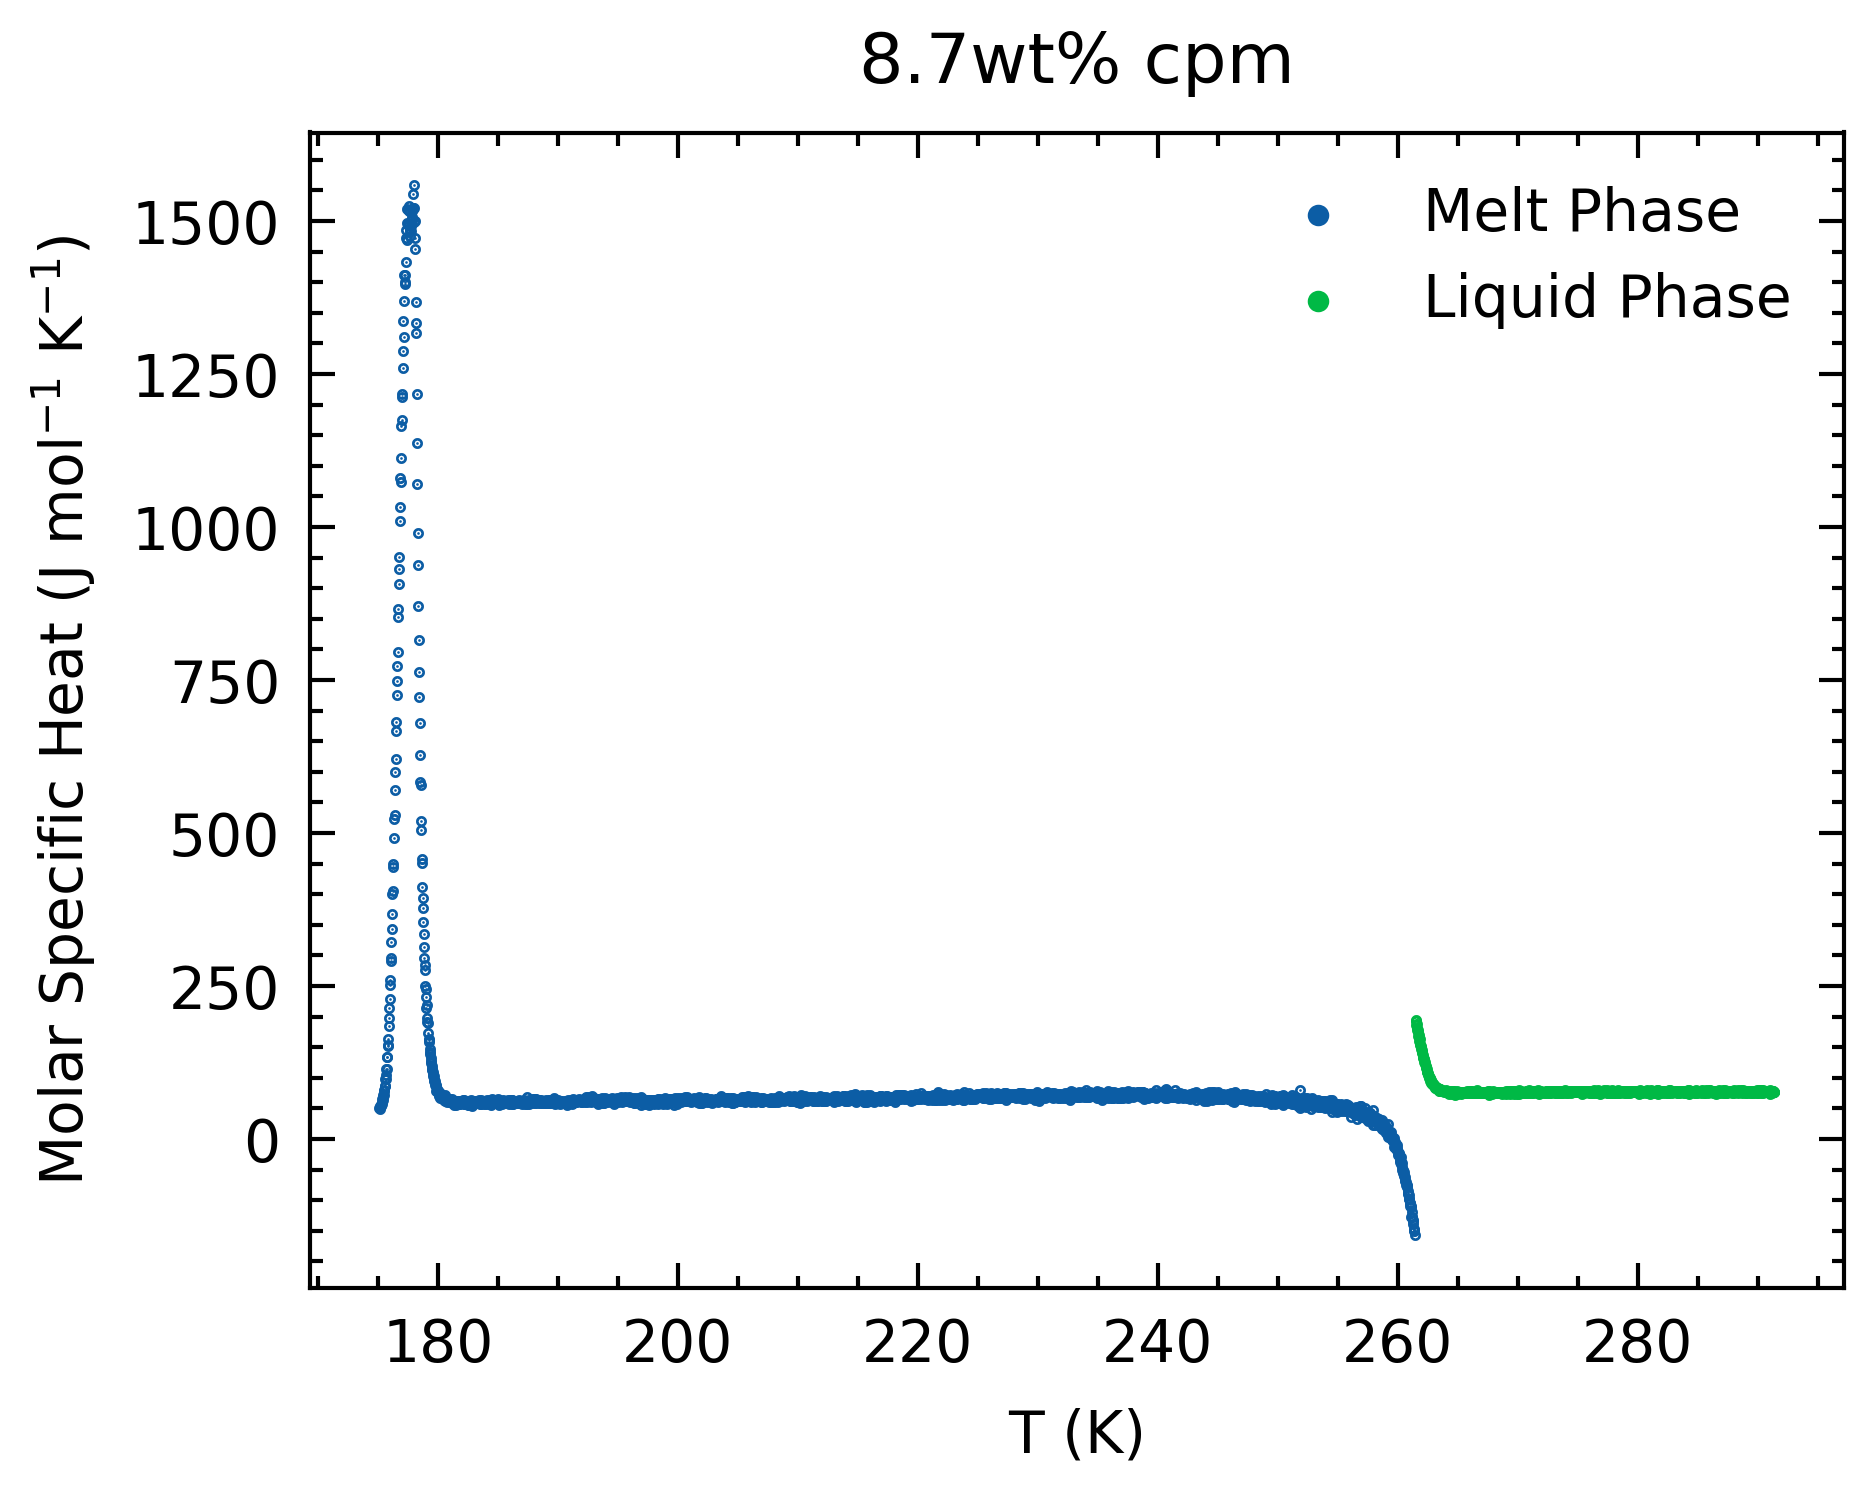 8.7wt% cpm
Molar Specific Heat (J mol⁻¹ K⁻¹)
1500
1250
1000
750
500
250
0
Melt Phase
Liquid Phase
180 200 220 240 260 280
T (K)